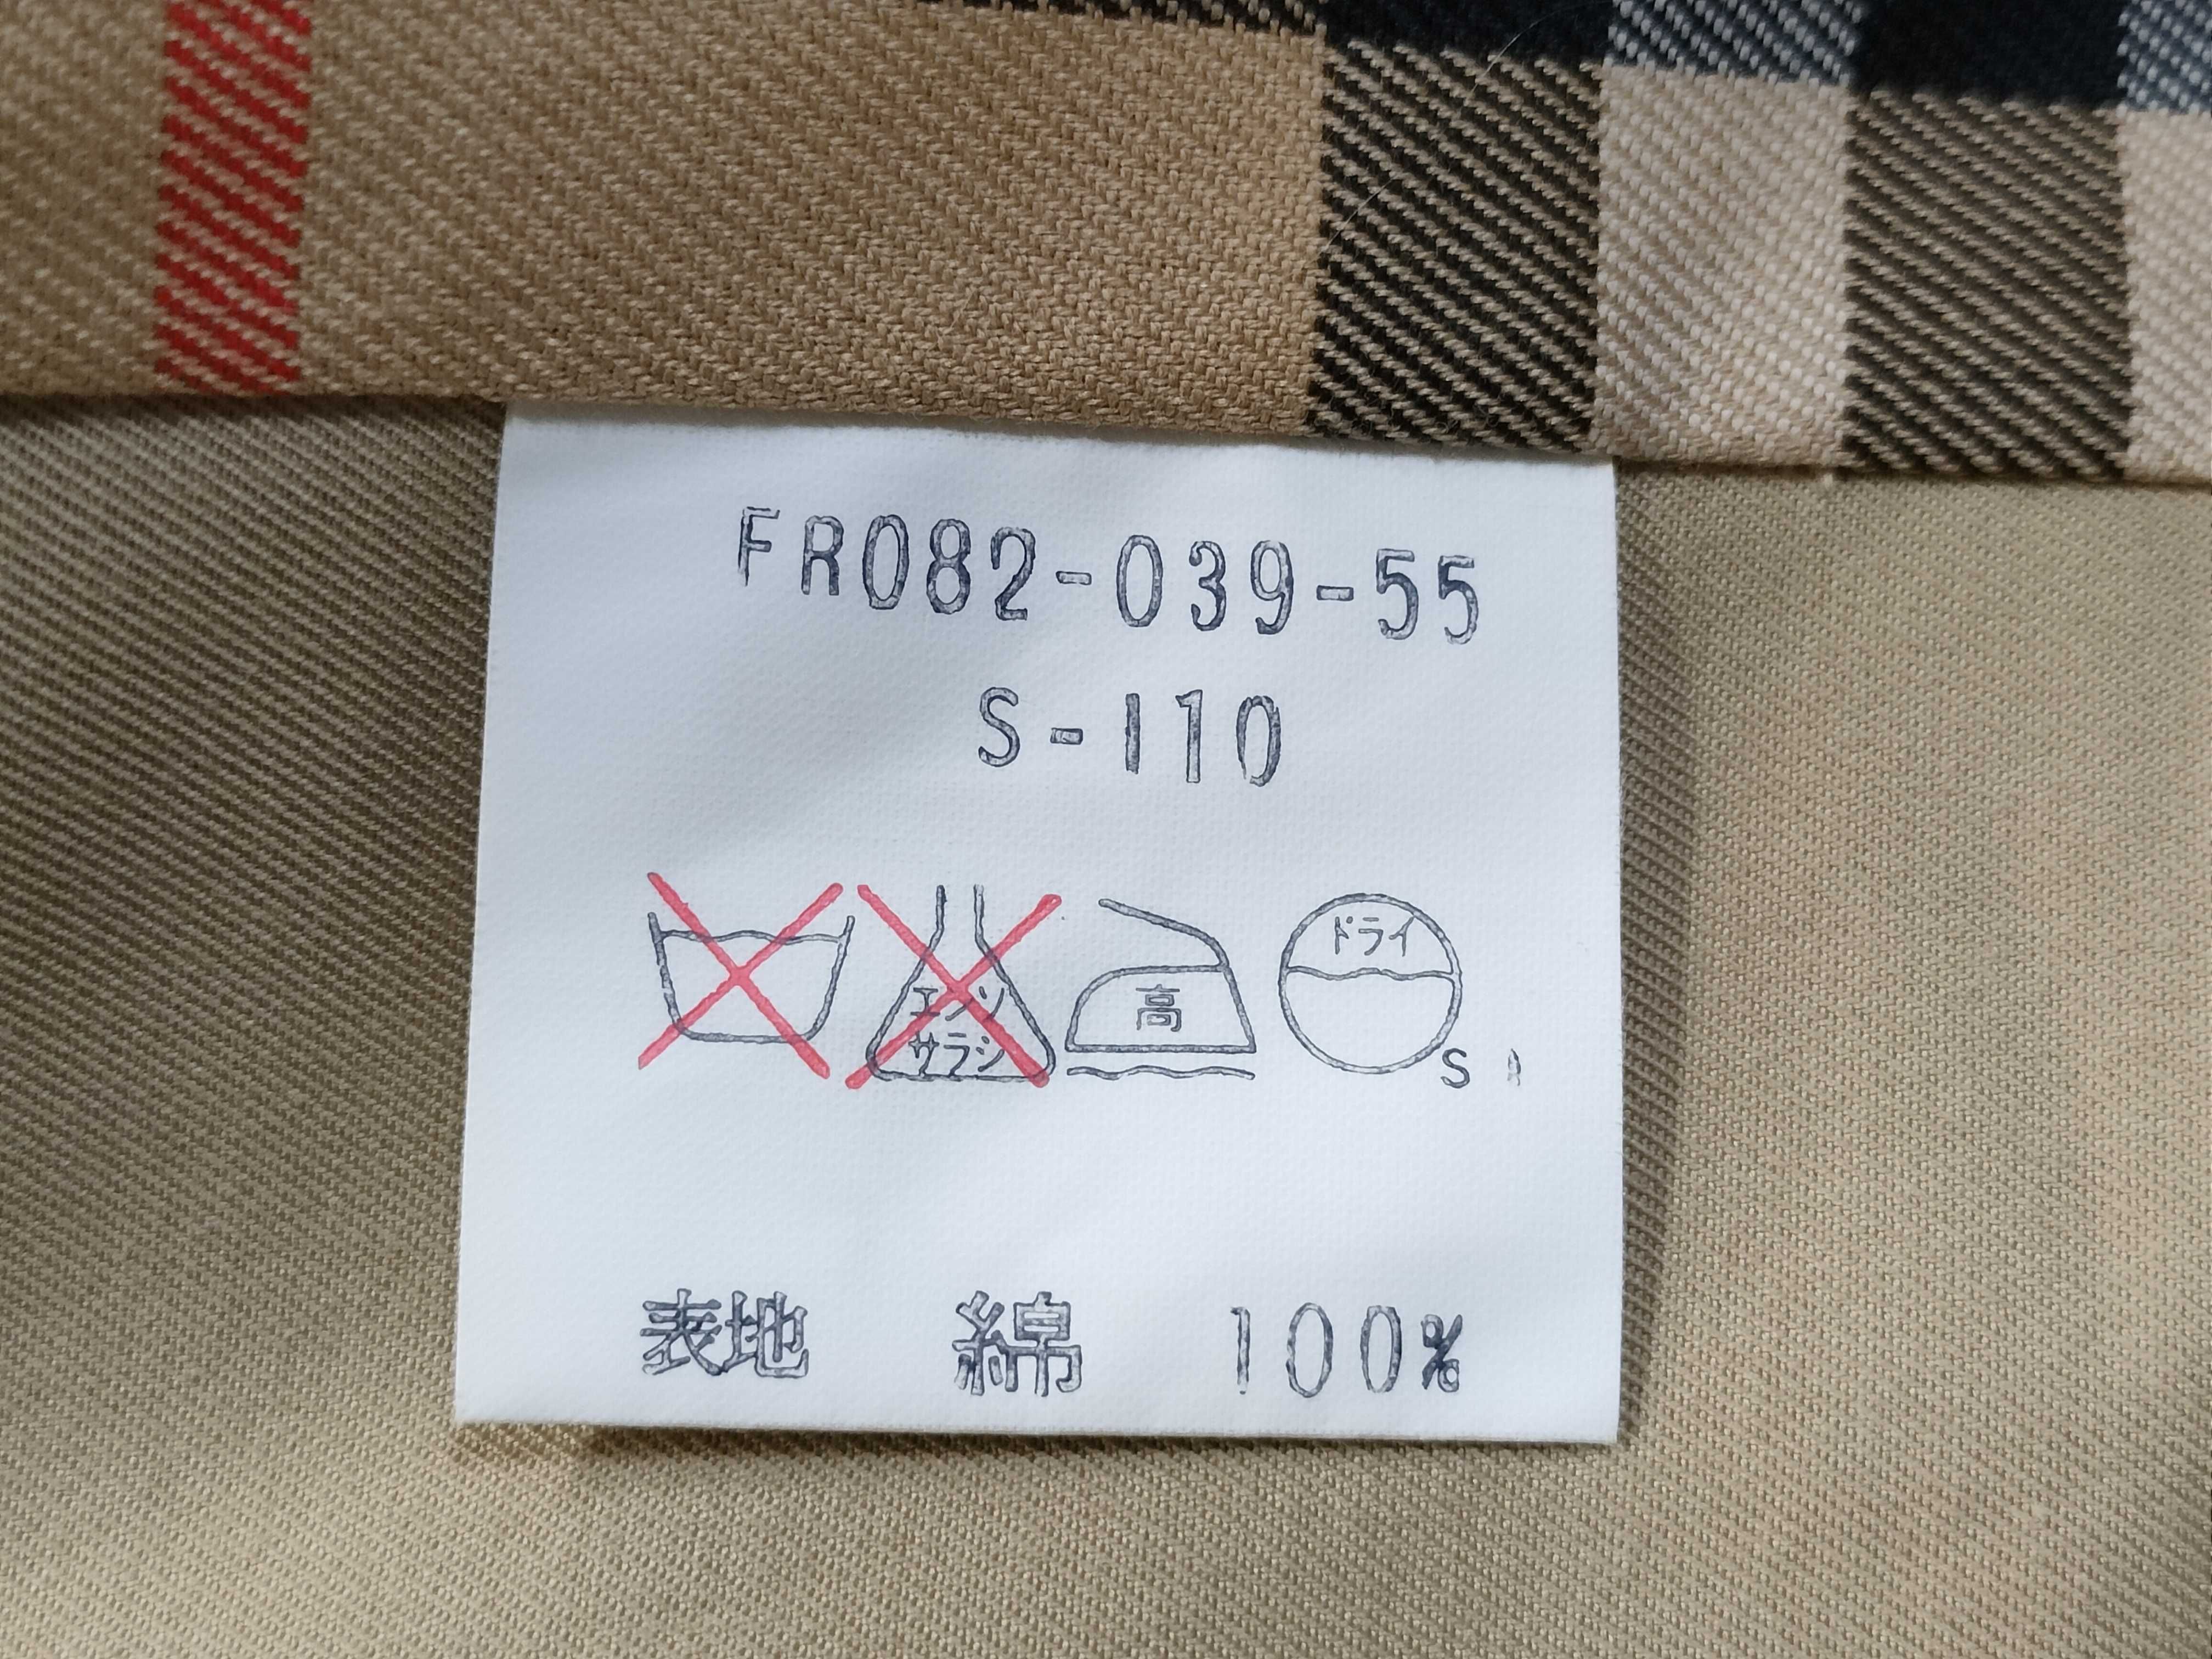 FR082-039-55
S-110
エンソ
サラシ
高
ドライ
S
表地 綿 100%